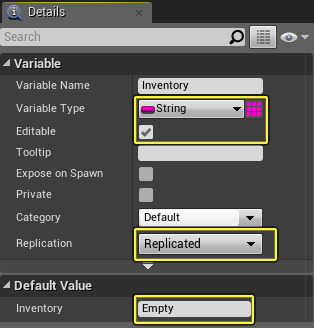 Details
Search
Variable
Variable Name Inventory
Variable Type String
Editable
Tooltip
Expose on Spawn
Private
Category Default
Replication Replicated
Default Value
Inventory Empty